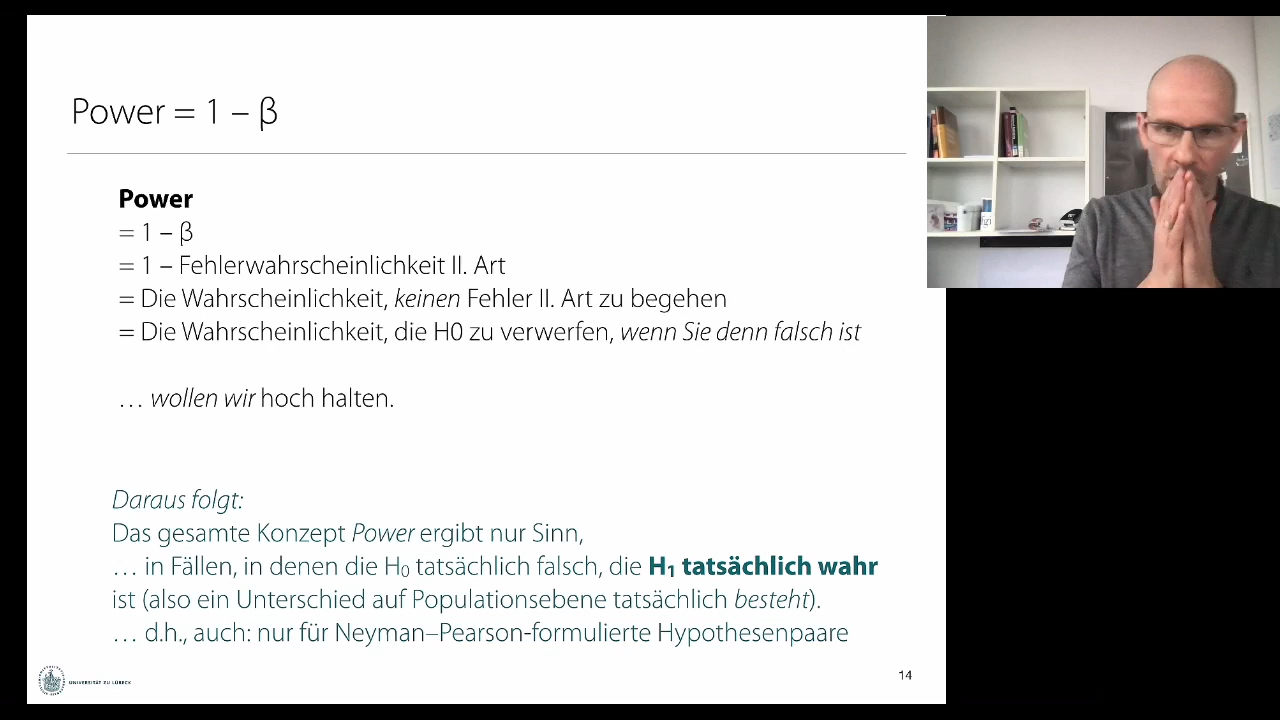 Power = 1 – β
Power
= 1 – β
= 1 – Fehlerwahrscheinlichkeit II. Art
= Die Wahrscheinlichkeit, keinen Fehler II. Art zu begehen
= Die Wahrscheinlichkeit, die H0 zu verwerfen, wenn Sie denn falsch ist
… wollen wir hoch halten.
Daraus folgt:
Das gesamte Konzept Power ergibt nur Sinn,
… in Fällen, in denen die H₀ tatsächlich falsch, die H₁ tatsächlich wahr
ist (also ein Unterschied auf Populationsebene tatsächlich besteht).
… d.h., auch: nur für Neyman–Pearson-formulierte Hypothesenpaare
UNIVERSITÄT ZU LÜBECK
14